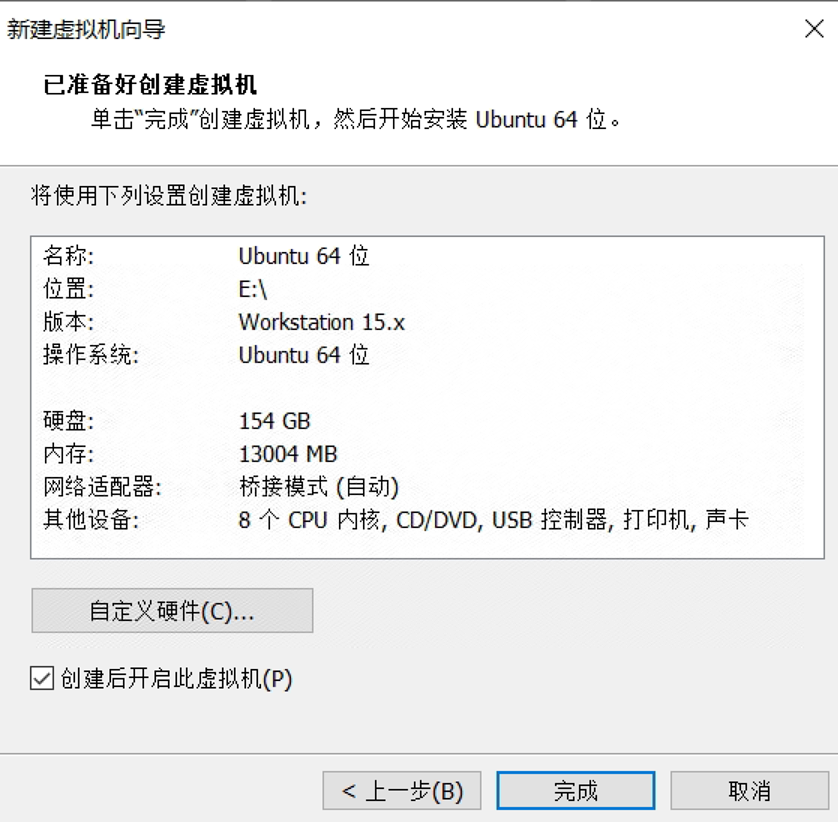 新建虚拟机向导
已准备好创建虚拟机
单击“完成”创建虚拟机，然后开始安装 Ubuntu 64 位。
将使用下列设置创建虚拟机:
名称: Ubuntu 64 位
位置: E:\
版本: Workstation 15.x
操作系统: Ubuntu 64 位
硬盘: 154 GB
内存: 13004 MB
网络适配器: 桥接模式 (自动)
其他设备: 8 个 CPU 内核, CD/DVD, USB 控制器, 打印机, 声卡
自定义硬件(C)...
创建后开启此虚拟机(P)
< 上一步(B) 完成 取消